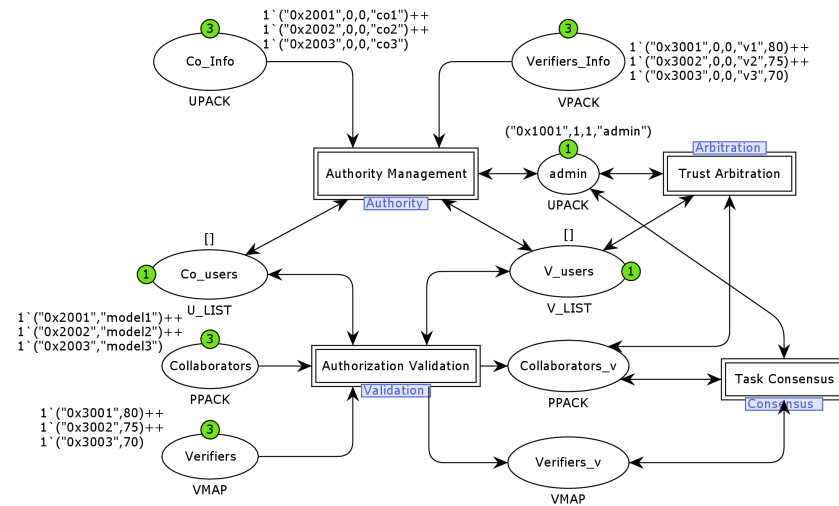 3
1`("0x2001",0,0,"co1")++
1`("0x2002",0,0,"co2")++
1`("0x2003",0,0,"co3")
Co_Info
UPACK
3
1`("0x3001",0,0,"v1",80)++
1`("0x3002",0,0,"v2",75)++
1`("0x3003",0,0,"v3",70)
Verifiers_Info
VPACK
("0x1001",1,1,"admin")
1
admin
UPACK
Arbitration
Trust Arbitration
Authority Management
Authority
[]
1
Co_users
U_LIST
[]
V_users
1
V_LIST
1`("0x2001","model1")++
1`("0x2002","model2")++
1`("0x2003","model3")
3
Collaborators
PPACK
Authorization Validation
Validation
Collaborators_v
PPACK
Task Consensus
Consensus
1`("0x3001",80)++
1`("0x3002",75)++
1`("0x3003",70)
3
Verifiers
VMAP
Verifiers_v
VMAP